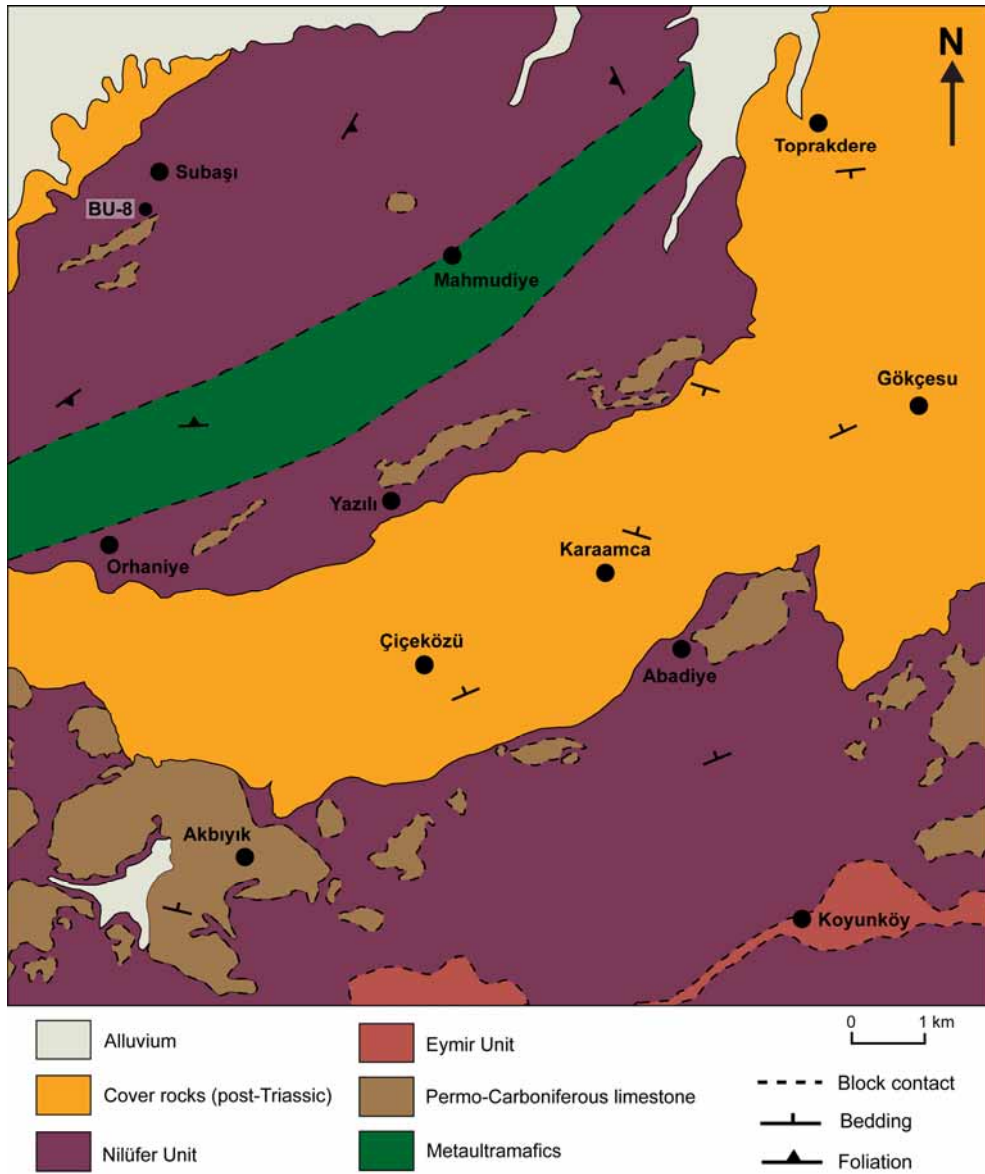 N
Toprakdere
Subaşı
BU-8
Mahmudiye
Gökçesu
Yazılı
Orhaniye
Karaamca
Çiçeközü
Abadiye
Akbıyık
Koyunköy
Alluvium
Cover rocks (post-Triassic)
Nilüfer Unit
Eymir Unit
Permo-Carboniferous limestone
Metaultramafics
0 1 km
Block contact
Bedding
Foliation